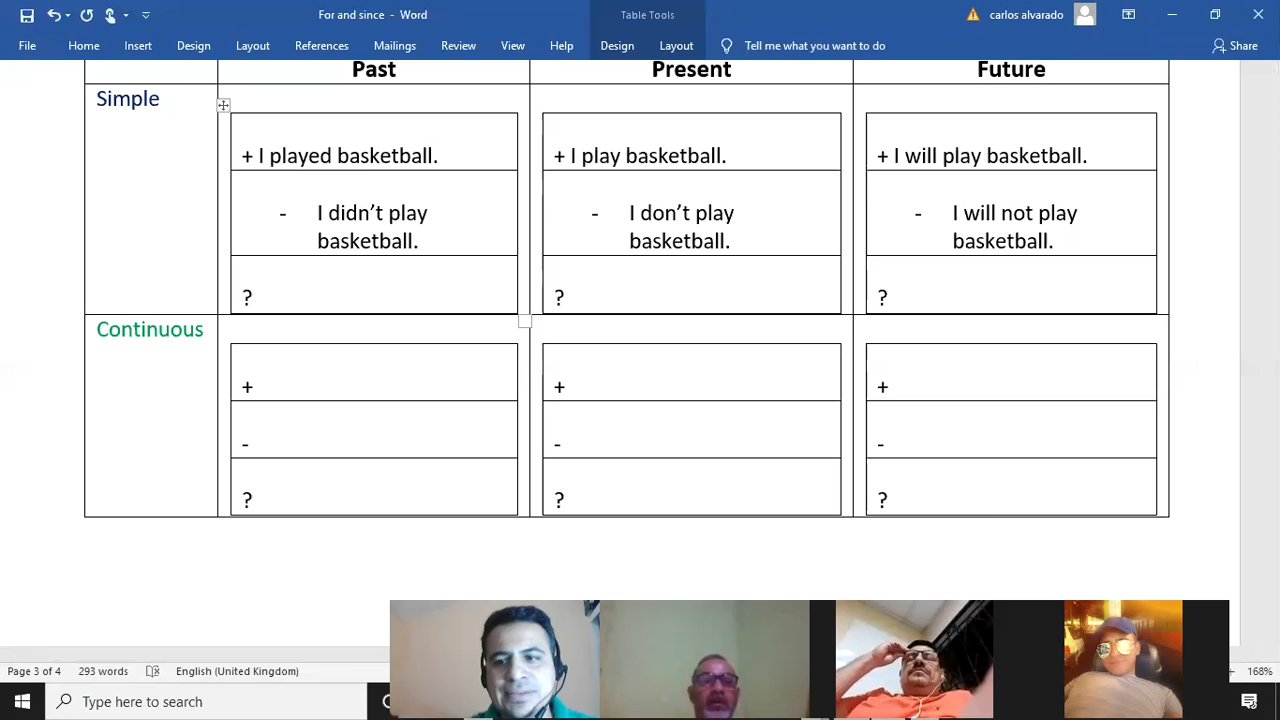 For and since - Word
Table Tools
carlos alvarado
File Home Insert Design Layout References Mailings Review View Help Design Layout Tell me what you want to do Share
Past Present Future
Simple
+ I played basketball. + I play basketball. + I will play basketball.
- I didn’t play - I don’t play - I will not play
basketball. basketball. basketball.
? ? ?
Continuous
+ + +
- - -
? ? ?
Page 3 of 4 293 words English (United Kingdom) 168%
Type here to search